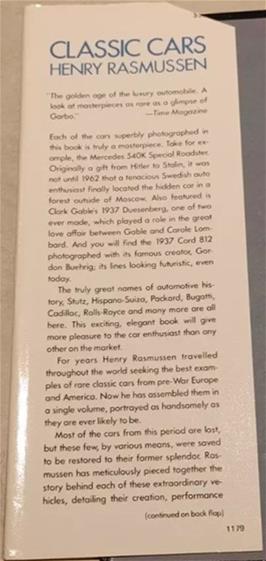 CLASSIC CARS
HENRY RASMUSSEN
"The golden age of the luxury automobile. A
look at masterpieces as rare as a glimpse of
Garbo."
—Time Magazine
Each of the cars superbly photographed in
this book is truly a masterpiece. Take for ex-
ample, the Mercedes 540K Special Roadster.
Originally a gift from Hitler to Stalin, it was
not until 1962 that a tenacious Swedish auto
enthusiast finally located the hidden car in a
forest outside of Moscow. Also featured is
Clark Gable's 1937 Duesenberg, one of two
ever made, which played a role in the great
love affair between Gable and Carole Lom-
bard. And you will find the 1937 Cord 812
photographed with its famous creator, Gor-
don Buehrig; its lines looking futuristic, even
today.
The truly great names of automotive his-
tory, Stutz, Hispano-Suiza, Packard, Bugatti,
Cadillac, Rolls-Royce and many more are all
here. This exciting, elegant book will give
more pleasure to the car enthusiast than any
other on the market.
For years Henry Rasmussen travelled
throughout the world seeking the best exam-
ples of rare classic cars from pre-War Europe
and America. Now he has assembled them in
a single volume, portrayed as handsomely as
they are ever likely to be.
Most of the cars from this period are lost,
but these few, by various means, were saved
to be restored to their former splendor. Ras-
mussen has meticulously pieced together the
story behind each of these extraordinary ve-
hicles, detailing their creation, performance
(continued on back flap)
1179